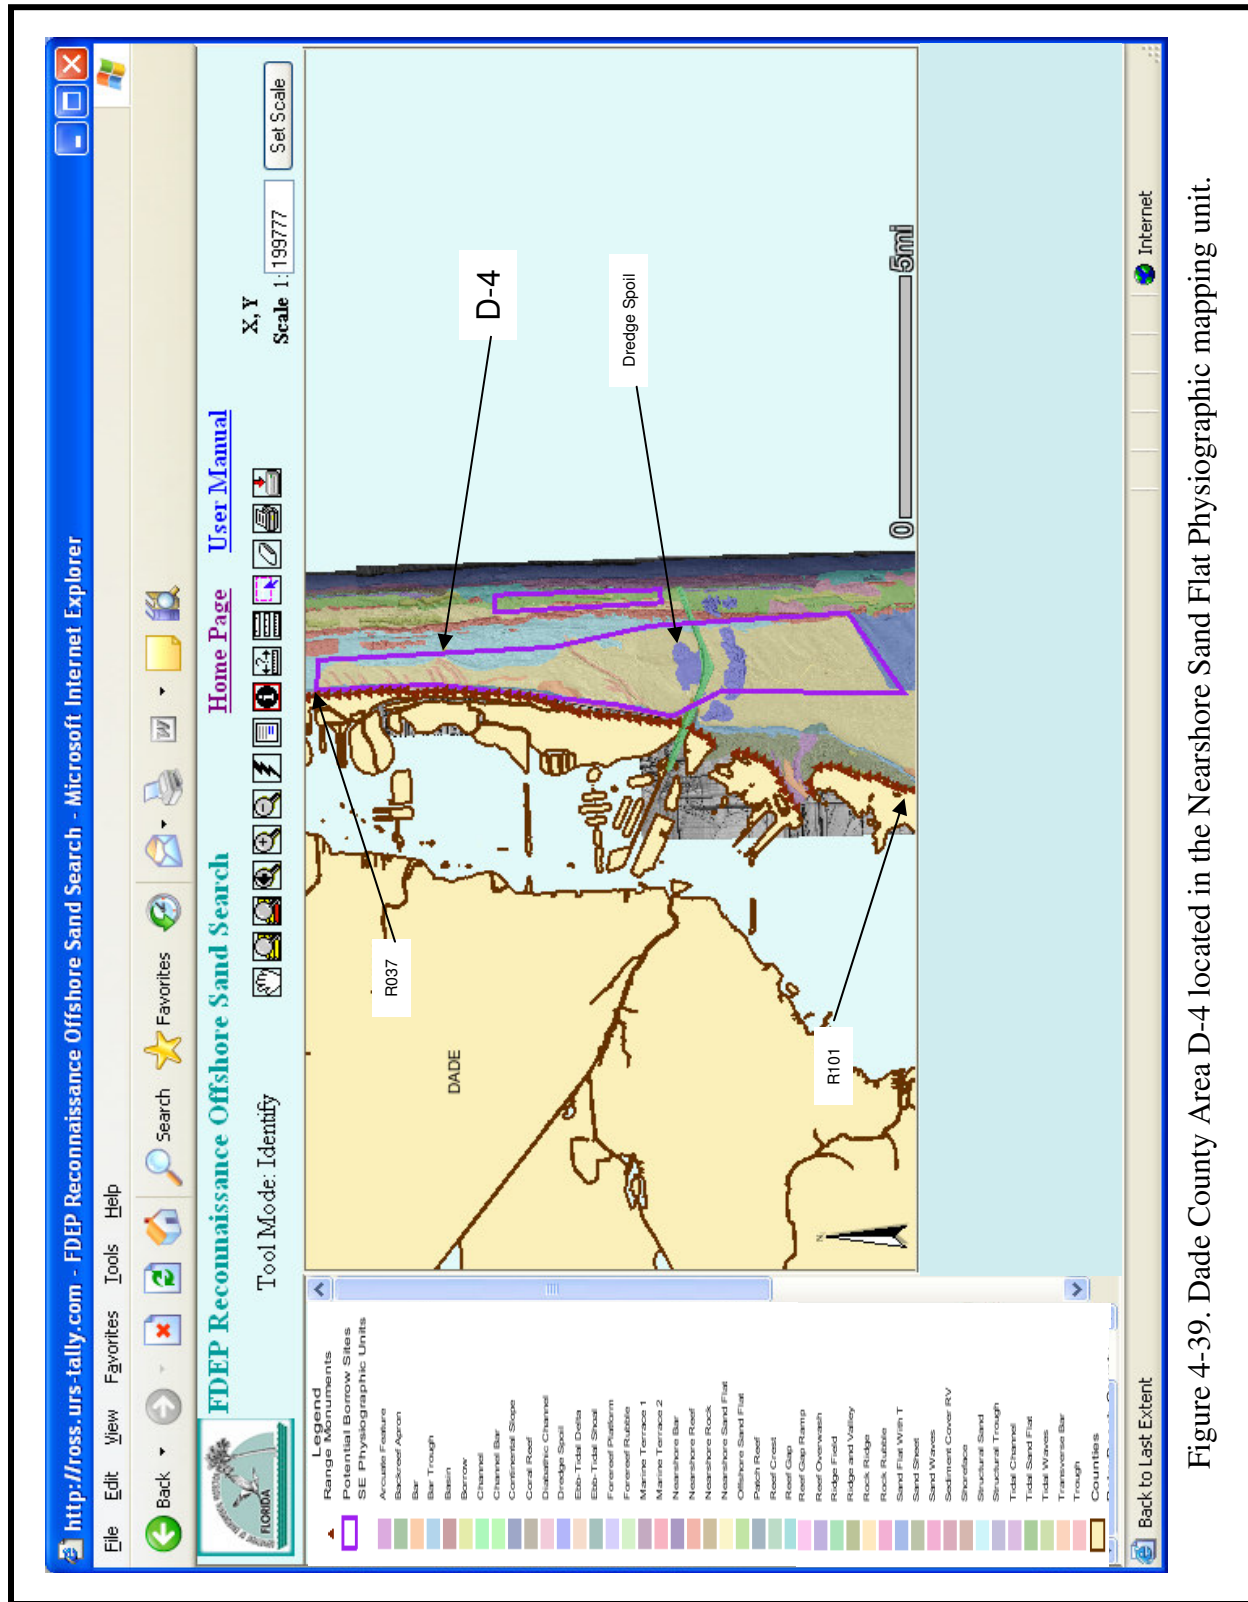 http://ross.urs-tally.com - FDEP Reconnaissance Offshore Sand Search - Microsoft Internet Explorer
File Edit View Favorites Tools Help
Back Search Favorites
FLORIDA
FDEP Reconnaissance Offshore Sand Search Home Page User Manual
Tool Mode: Identify
X, Y
Scale 1: 199777 Set Scale
Legend
Range Monuments
Potential Borrow Sites
SE Physiographic Units
Arcuate Feature
Backreef Apron
Bar
Bar Trough
Basin
Borrow
Channel
Channel Bar
Continental Slope
Coral Reef
Diabathic Channel
Dredge Spoil
Ebb-Tidal Delta
Ebb-Tidal Shoal
Forereef Platform
Forereef Rubble
Marine Terrace 1
Marine Terrace 2
Nearshore Bar
Nearshore Reef
Nearshore Rock
Nearshore Sand Flat
Offshore Sand Flat
Patch Reef
Reef Crest
Reef Gap
Reef Gap Ramp
Reef Overwash
Ridge Field
Ridge and Valley
Rock Ridge
Rock Rubble
Sand Flat With T
Sand Sheet
Sand Waves
Sediment Cover RV
Shoreface
Structural Sand
Structural Trough
Tidal Channel
Tidal Sand Flat
Tidal Waves
Transverse Bar
Trough
Counties
R037
D-4
DADE
Dredge Spoil
R101
N
0 5mi
Back to Last Extent Internet
Figure 4-39. Dade County Area D-4 located in the Nearshore Sand Flat Physiographic mapping unit.